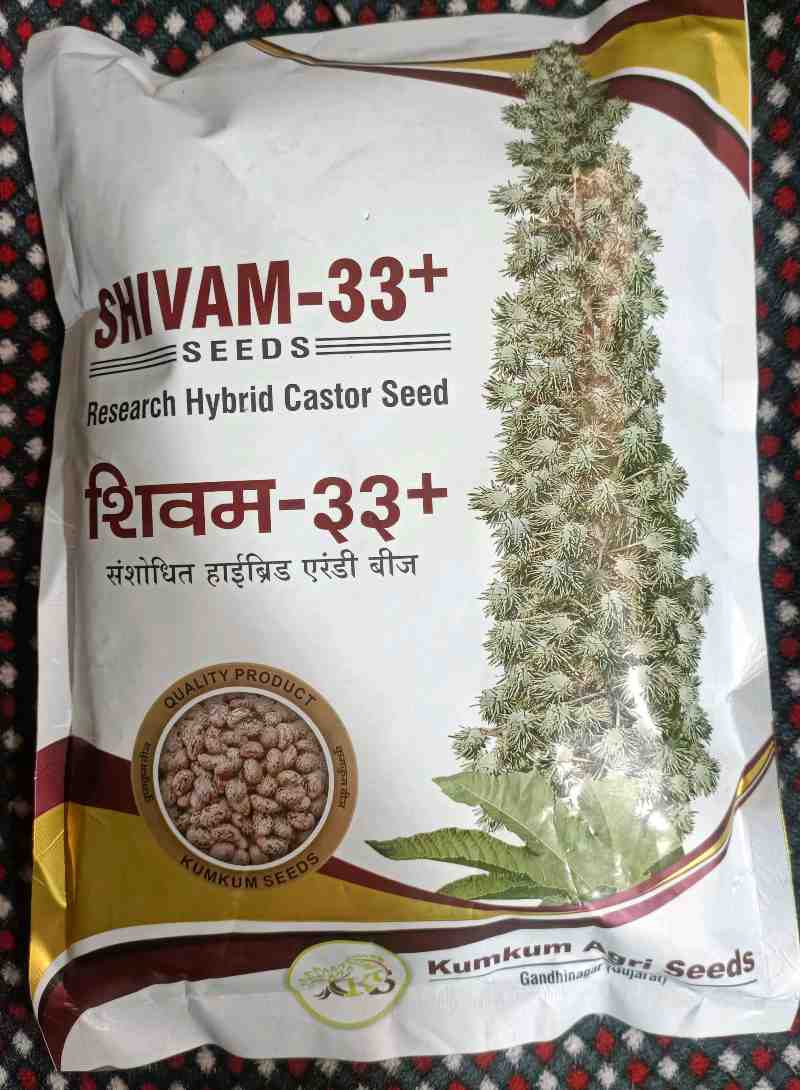 SHIVAM-33+
SEEDS
Research Hybrid Castor Seed
शिवम-३३+
संशोधित हाईब्रिड एरंडी बीज
QUALITY PRODUCT
KUMKUM SEEDS
KS
Kumkum Agri Seeds
Gandhinagar (Gujarat)